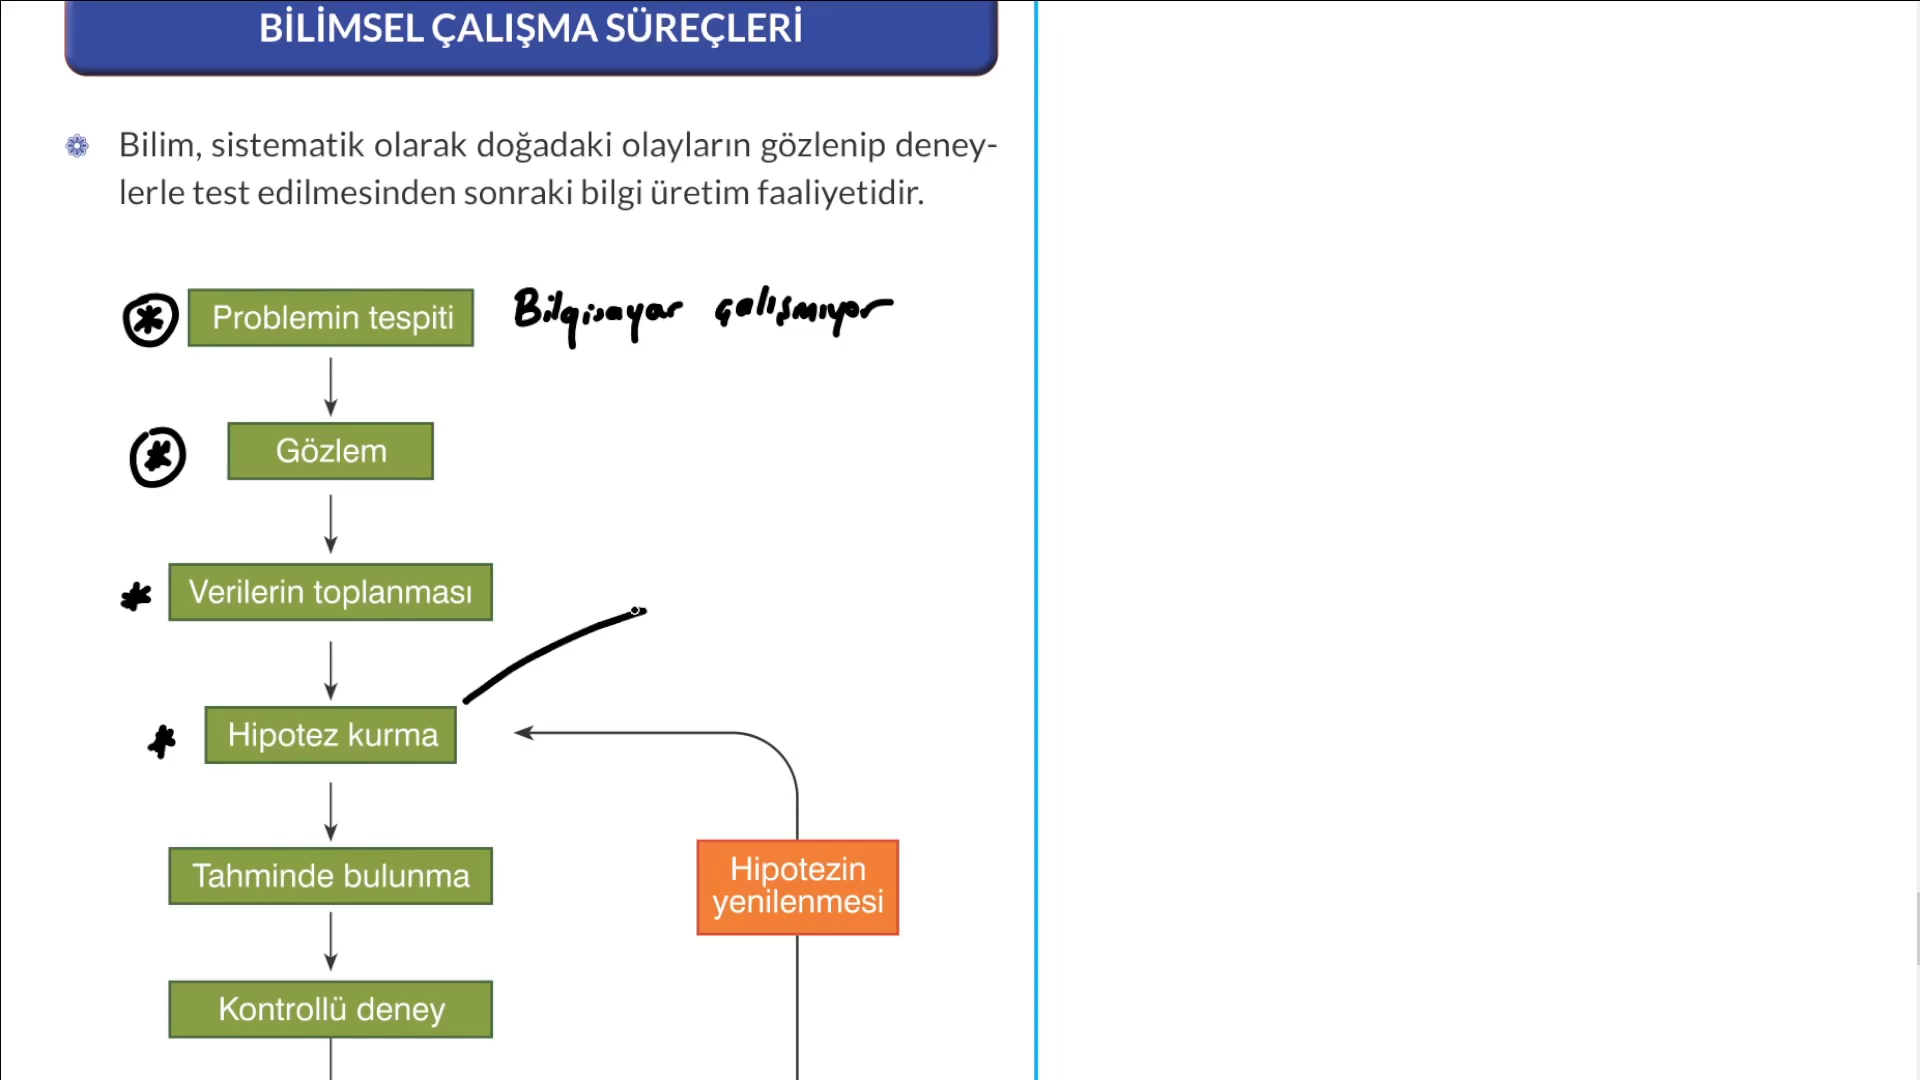 BİLİMSEL ÇALIŞMA SÜREÇLERİ
Bilim, sistematik olarak doğadaki olayların gözlenip deney-
lerle test edilmesinden sonraki bilgi üretim faaliyetidir.
Problemin tespiti
Bilgisayar çalışmıyor
Gözlem
Verilerin toplanması
Hipotez kurma
Tahminde bulunma
Hipotezin
yenilenmesi
Kontrollü deney